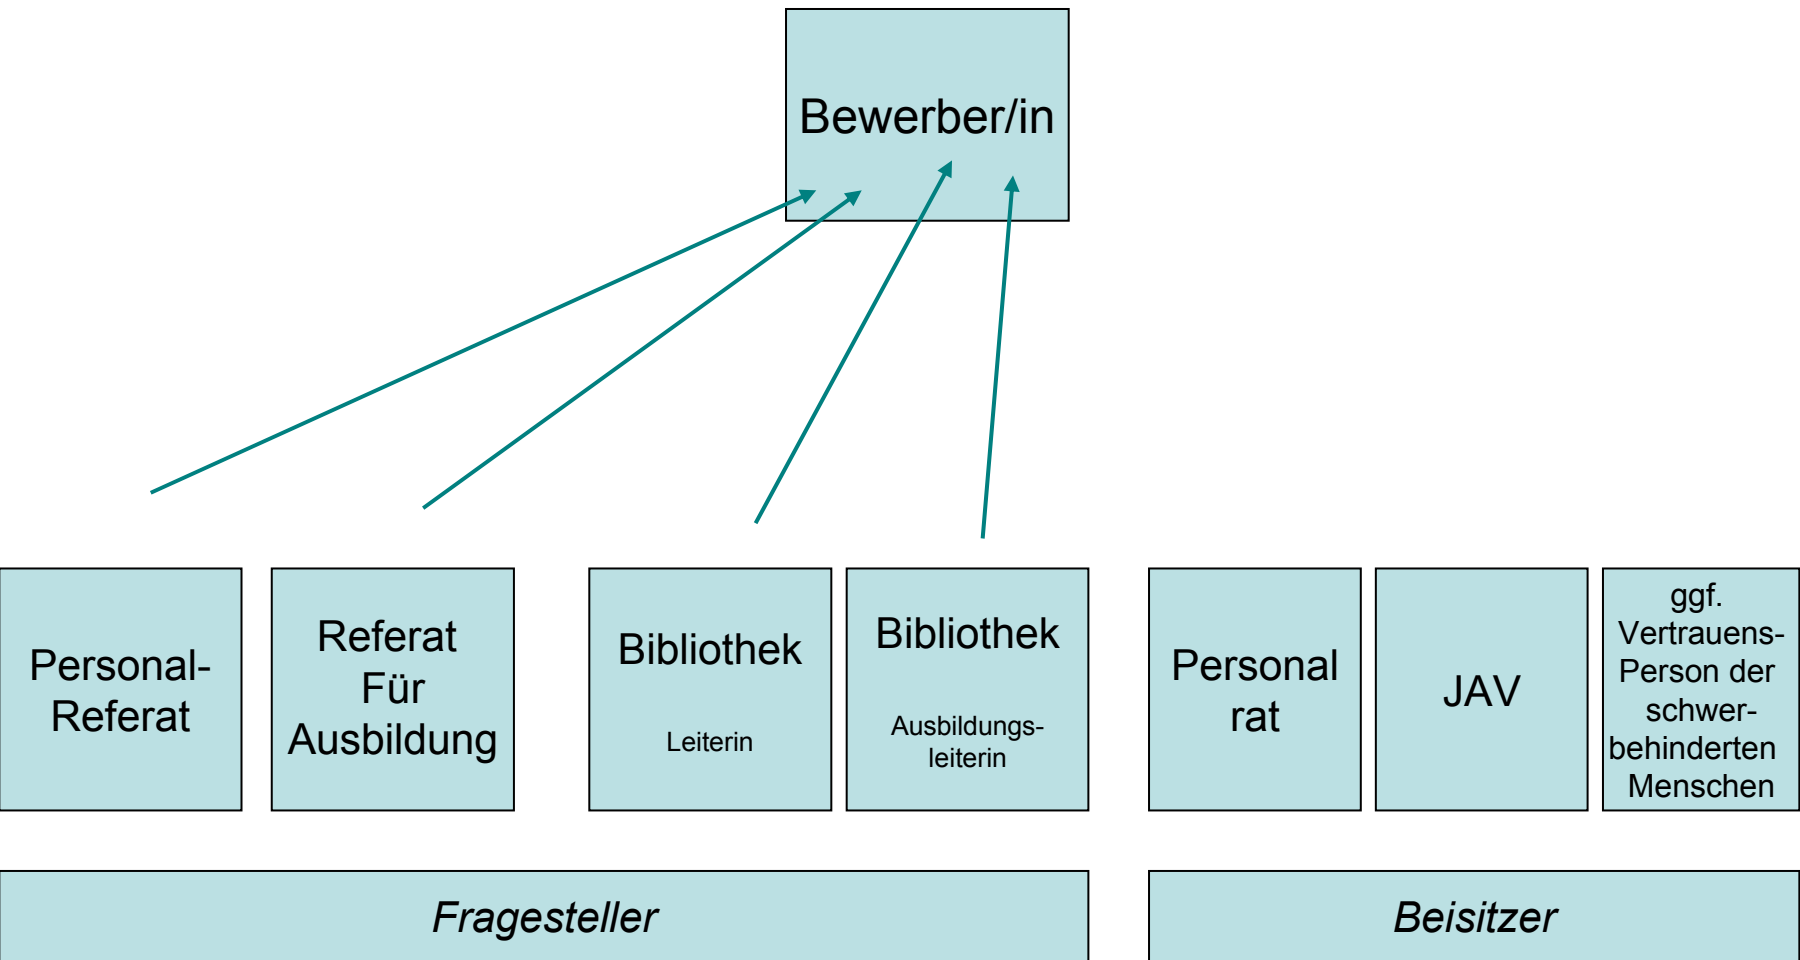 Bewerber/in
Personal-
Referat
Referat
Für
Ausbildung
Bibliothek
Leiterin
Bibliothek
Ausbildungs-
leiterin
Personal
rat
JAV
ggf.
Vertrauens-
Person der
schwer-
behinderten
Menschen
Fragesteller
Beisitzer